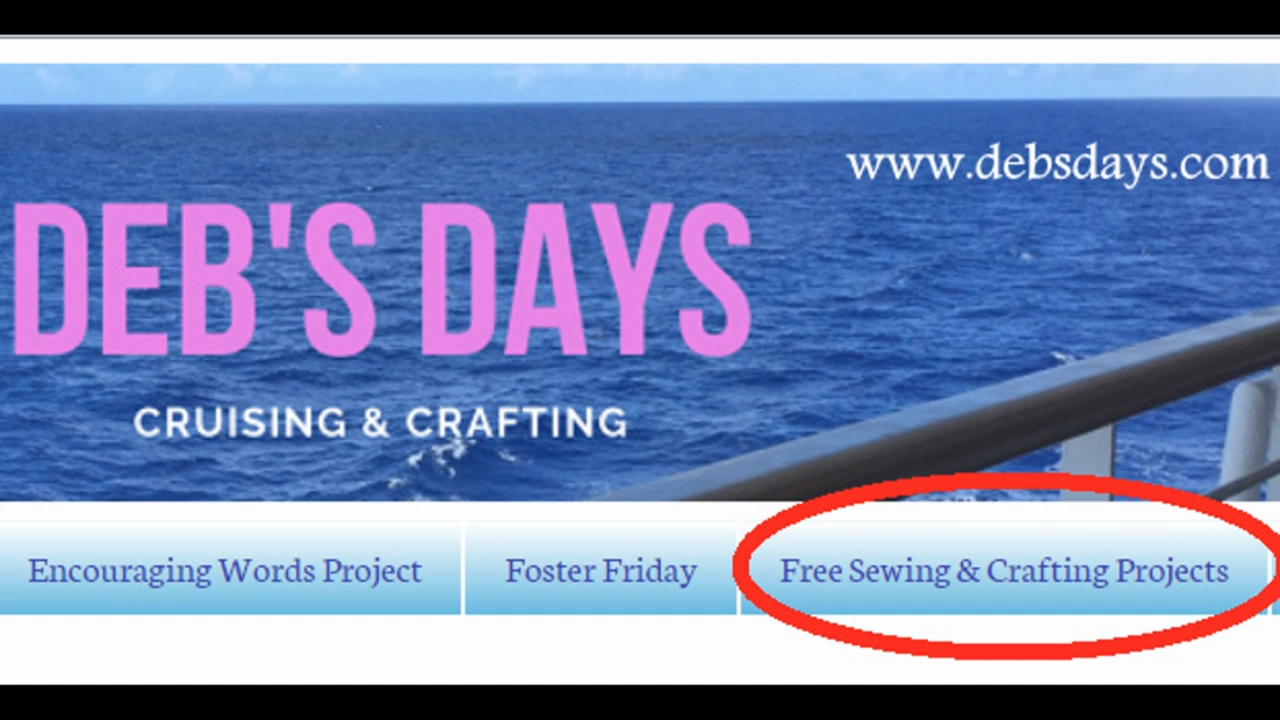 www.debsdays.com
DEB'S DAYS
CRUISING & CRAFTING
Encouraging Words Project
Foster Friday
Free Sewing & Crafting Projects